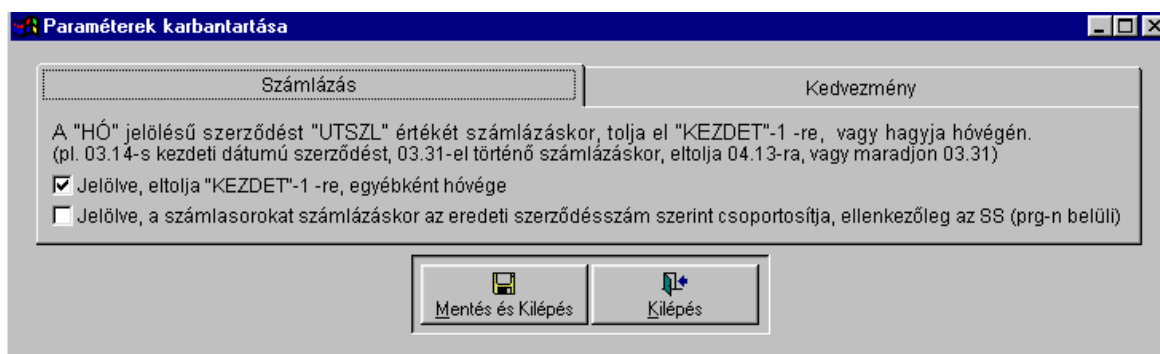 Paraméterek karbantartása
Számlázás
Kedvezmény
A "HÓ" jelölésű szerződést "UTSZL" értékét számlázáskor, tolja el "KEZDET"-1 -re, vagy hagyja hóvégén.
(pl. 03.14-s kezdeti dátumú szerződést, 03.31-el történő számlázáskor, eltolja 04.13-ra, vagy maradjon 03.31)
Jelölve, eltolja "KEZDET"-1 -re, egyébként hóvége
Jelölve, a számlasorokat számlázáskor az eredeti szerződésszám szerint csoportosítja, ellenkezőleg az SS (prg-n belüli)
Mentés és Kilépés
Kilépés